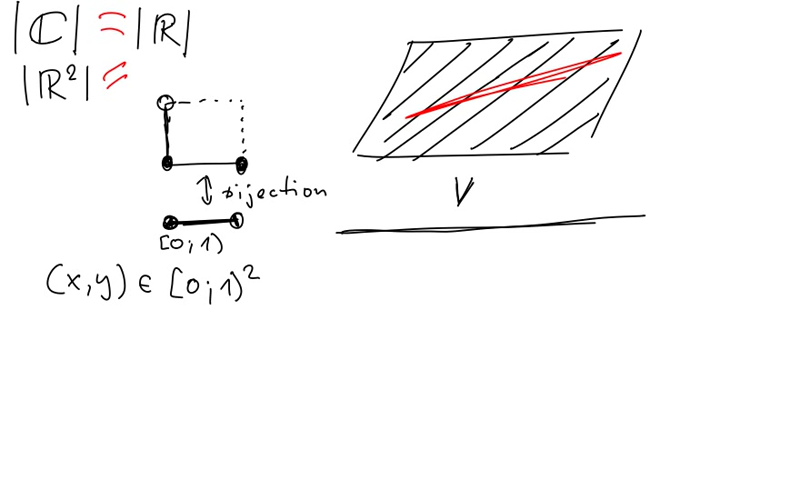 |ℂ| = |ℝ|
|ℝ²| =
bijection
[0;1)
(x,y) ∈ [0;1)²
V